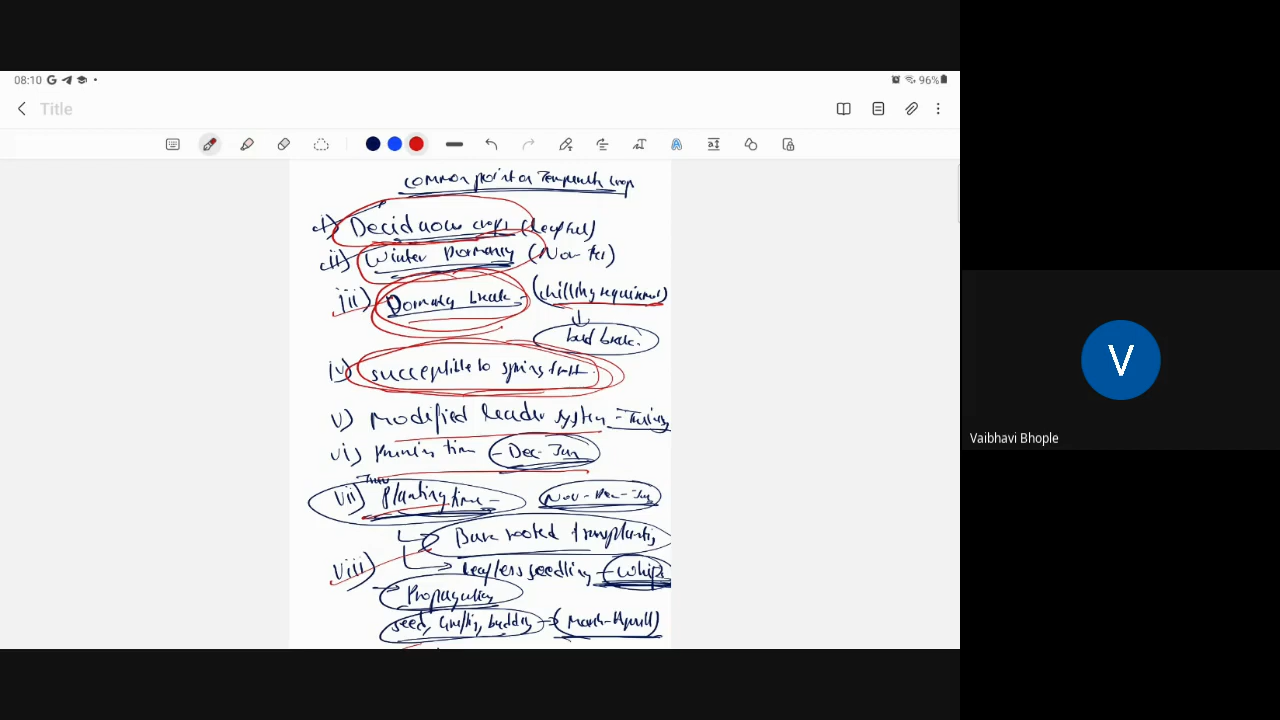 08:10
96%
Title
Common point on Temperate Crop
i) Deciduous crops (leaf fall)
ii) Winter Dormancy (Nov-Feb)
iii) Dormancy break - (chilling requirement)
↓
bud break.
iv) succeptible to spring frost.
v) Modified leader system - Training
vi) Pruning time - Dec-Jan
vii) Planting time - Nov-Dec-Jan
→ Bare rooted transplanting
→ leafless seedling - whips
viii)
Propagation
seed, Grafting, budding → (March-April)
V
Vaibhavi Bhople